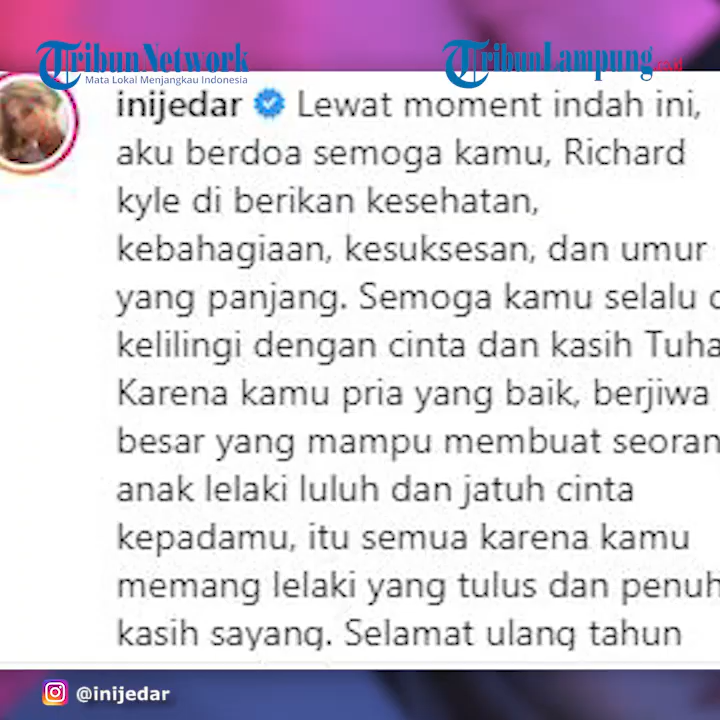 TribunNetwork
Mata Lokal Menjangkau Indonesia
TribunLampung
inijedar Lewat moment indah ini,
aku berdoa semoga kamu, Richard
kyle di berikan kesehatan,
kebahagiaan, kesuksesan, dan umur
yang panjang. Semoga kamu selalu
kelilingi dengan cinta dan kasih Tuha
Karena kamu pria yang baik, berjiwa
besar yang mampu membuat seoran
anak lelaki luluh dan jatuh cinta
kepadamu, itu semua karena kamu
memang lelaki yang tulus dan penuh
kasih sayang. Selamat ulang tahun
@inijedar